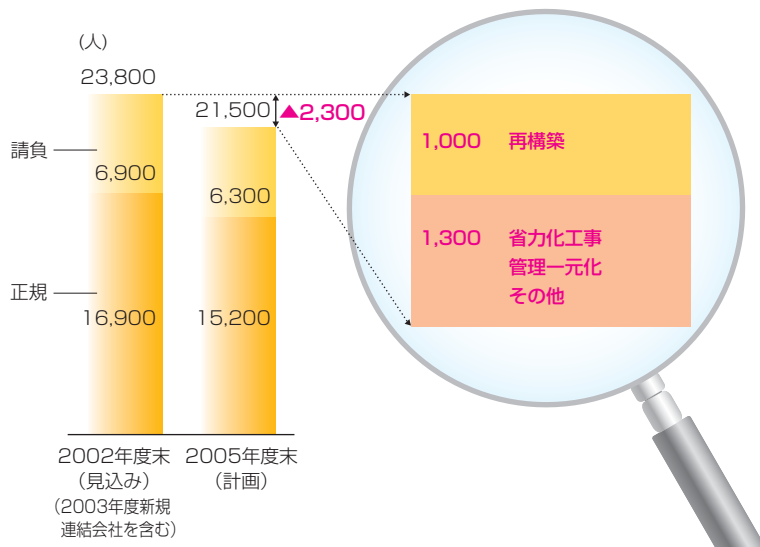 (人)
23,800
21,500
▲2,300
請負
6,900
6,300
正規
16,900
15,200
2002年度末
(見込み)
(2003年度新規
連結会社を含む)
2005年度末
(計画)
1,000 再構築
1,300 省力化工事
管理一元化
その他